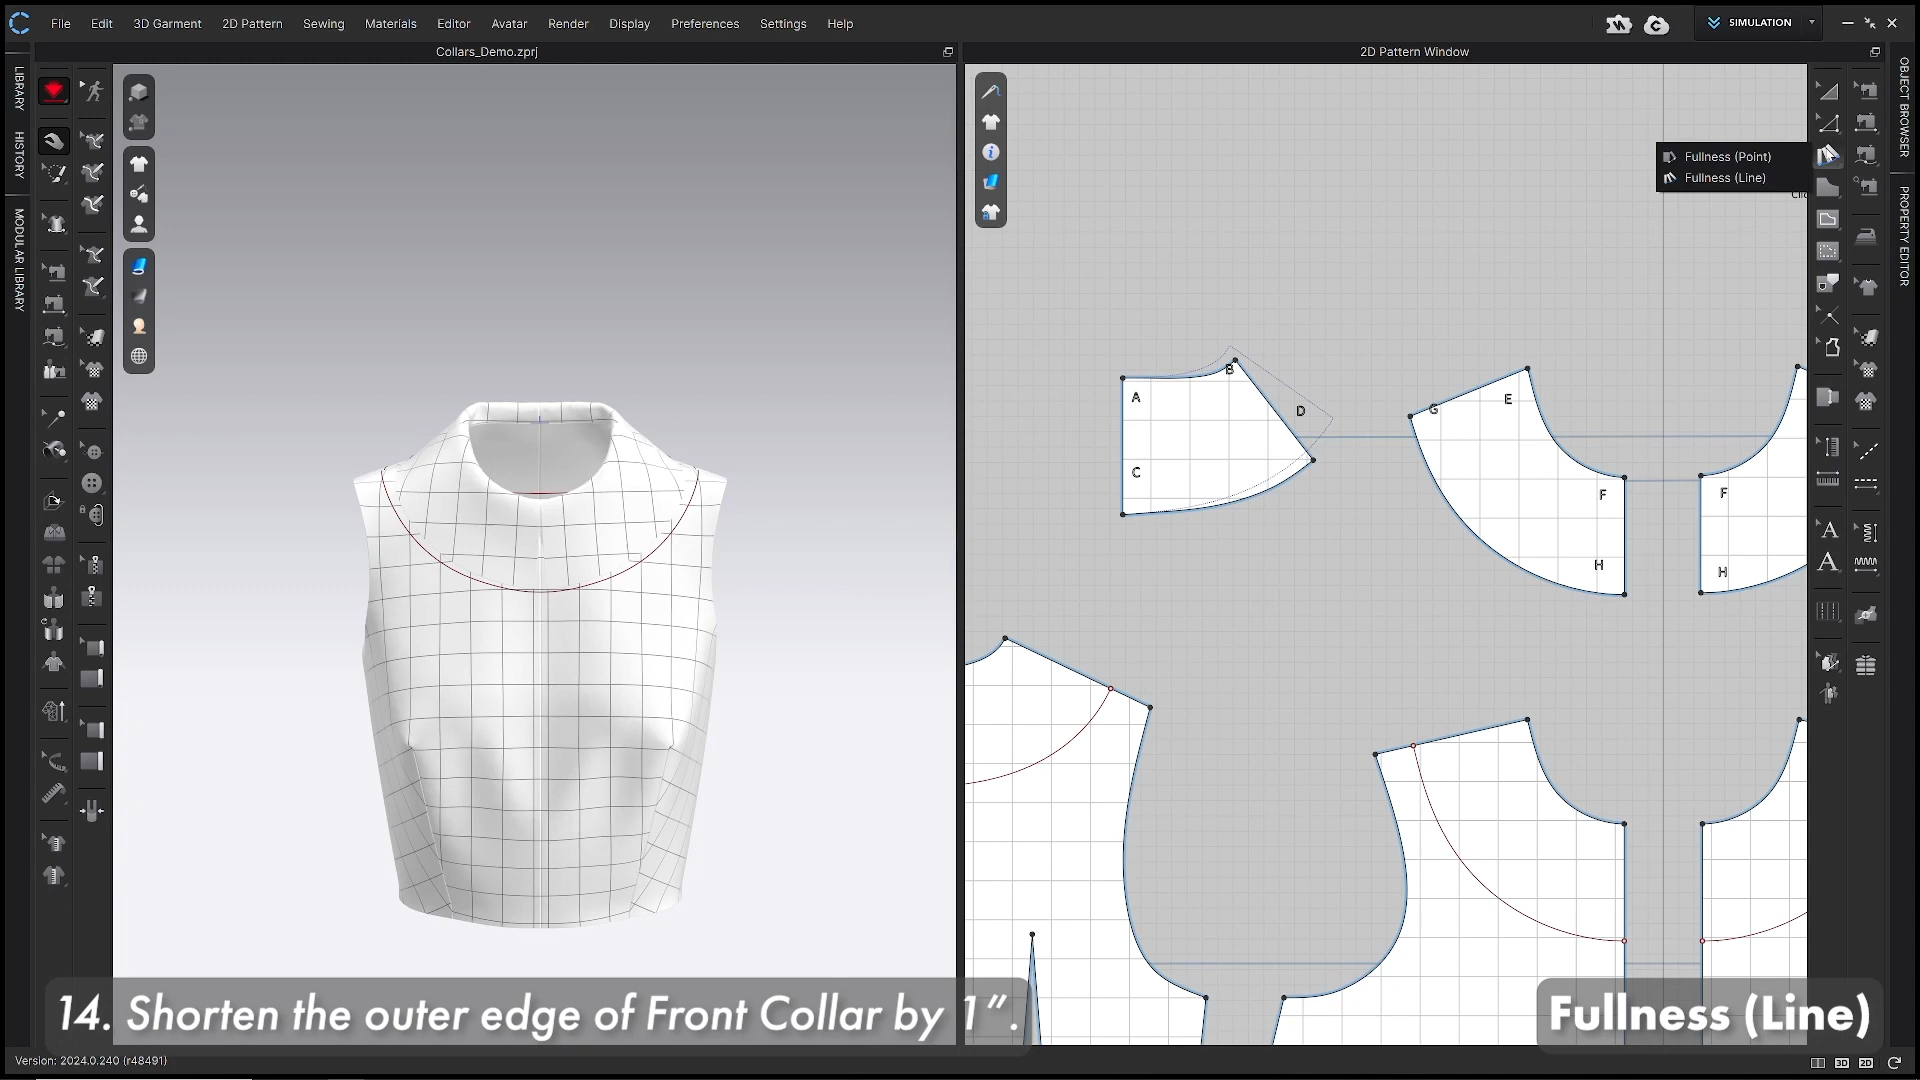 File Edit 3D Garment 2D Pattern Sewing Materials Editor Avatar Render Display Preferences Settings Help
SIMULATION
Collars_Demo.zprj
2D Pattern Window
LIBRARY
HISTORY
MODULAR LIBRARY
OBJECT BROWSER
PROPERTY EDITOR
Fullness (Point)
Fullness (Line)
B
A
D
C
G
E
F
F
H
H
A
A
14. Shorten the outer edge of Front Collar by 1”.
Fullness (Line)
Version: 2024.0.240 (r48491)
3D
2D